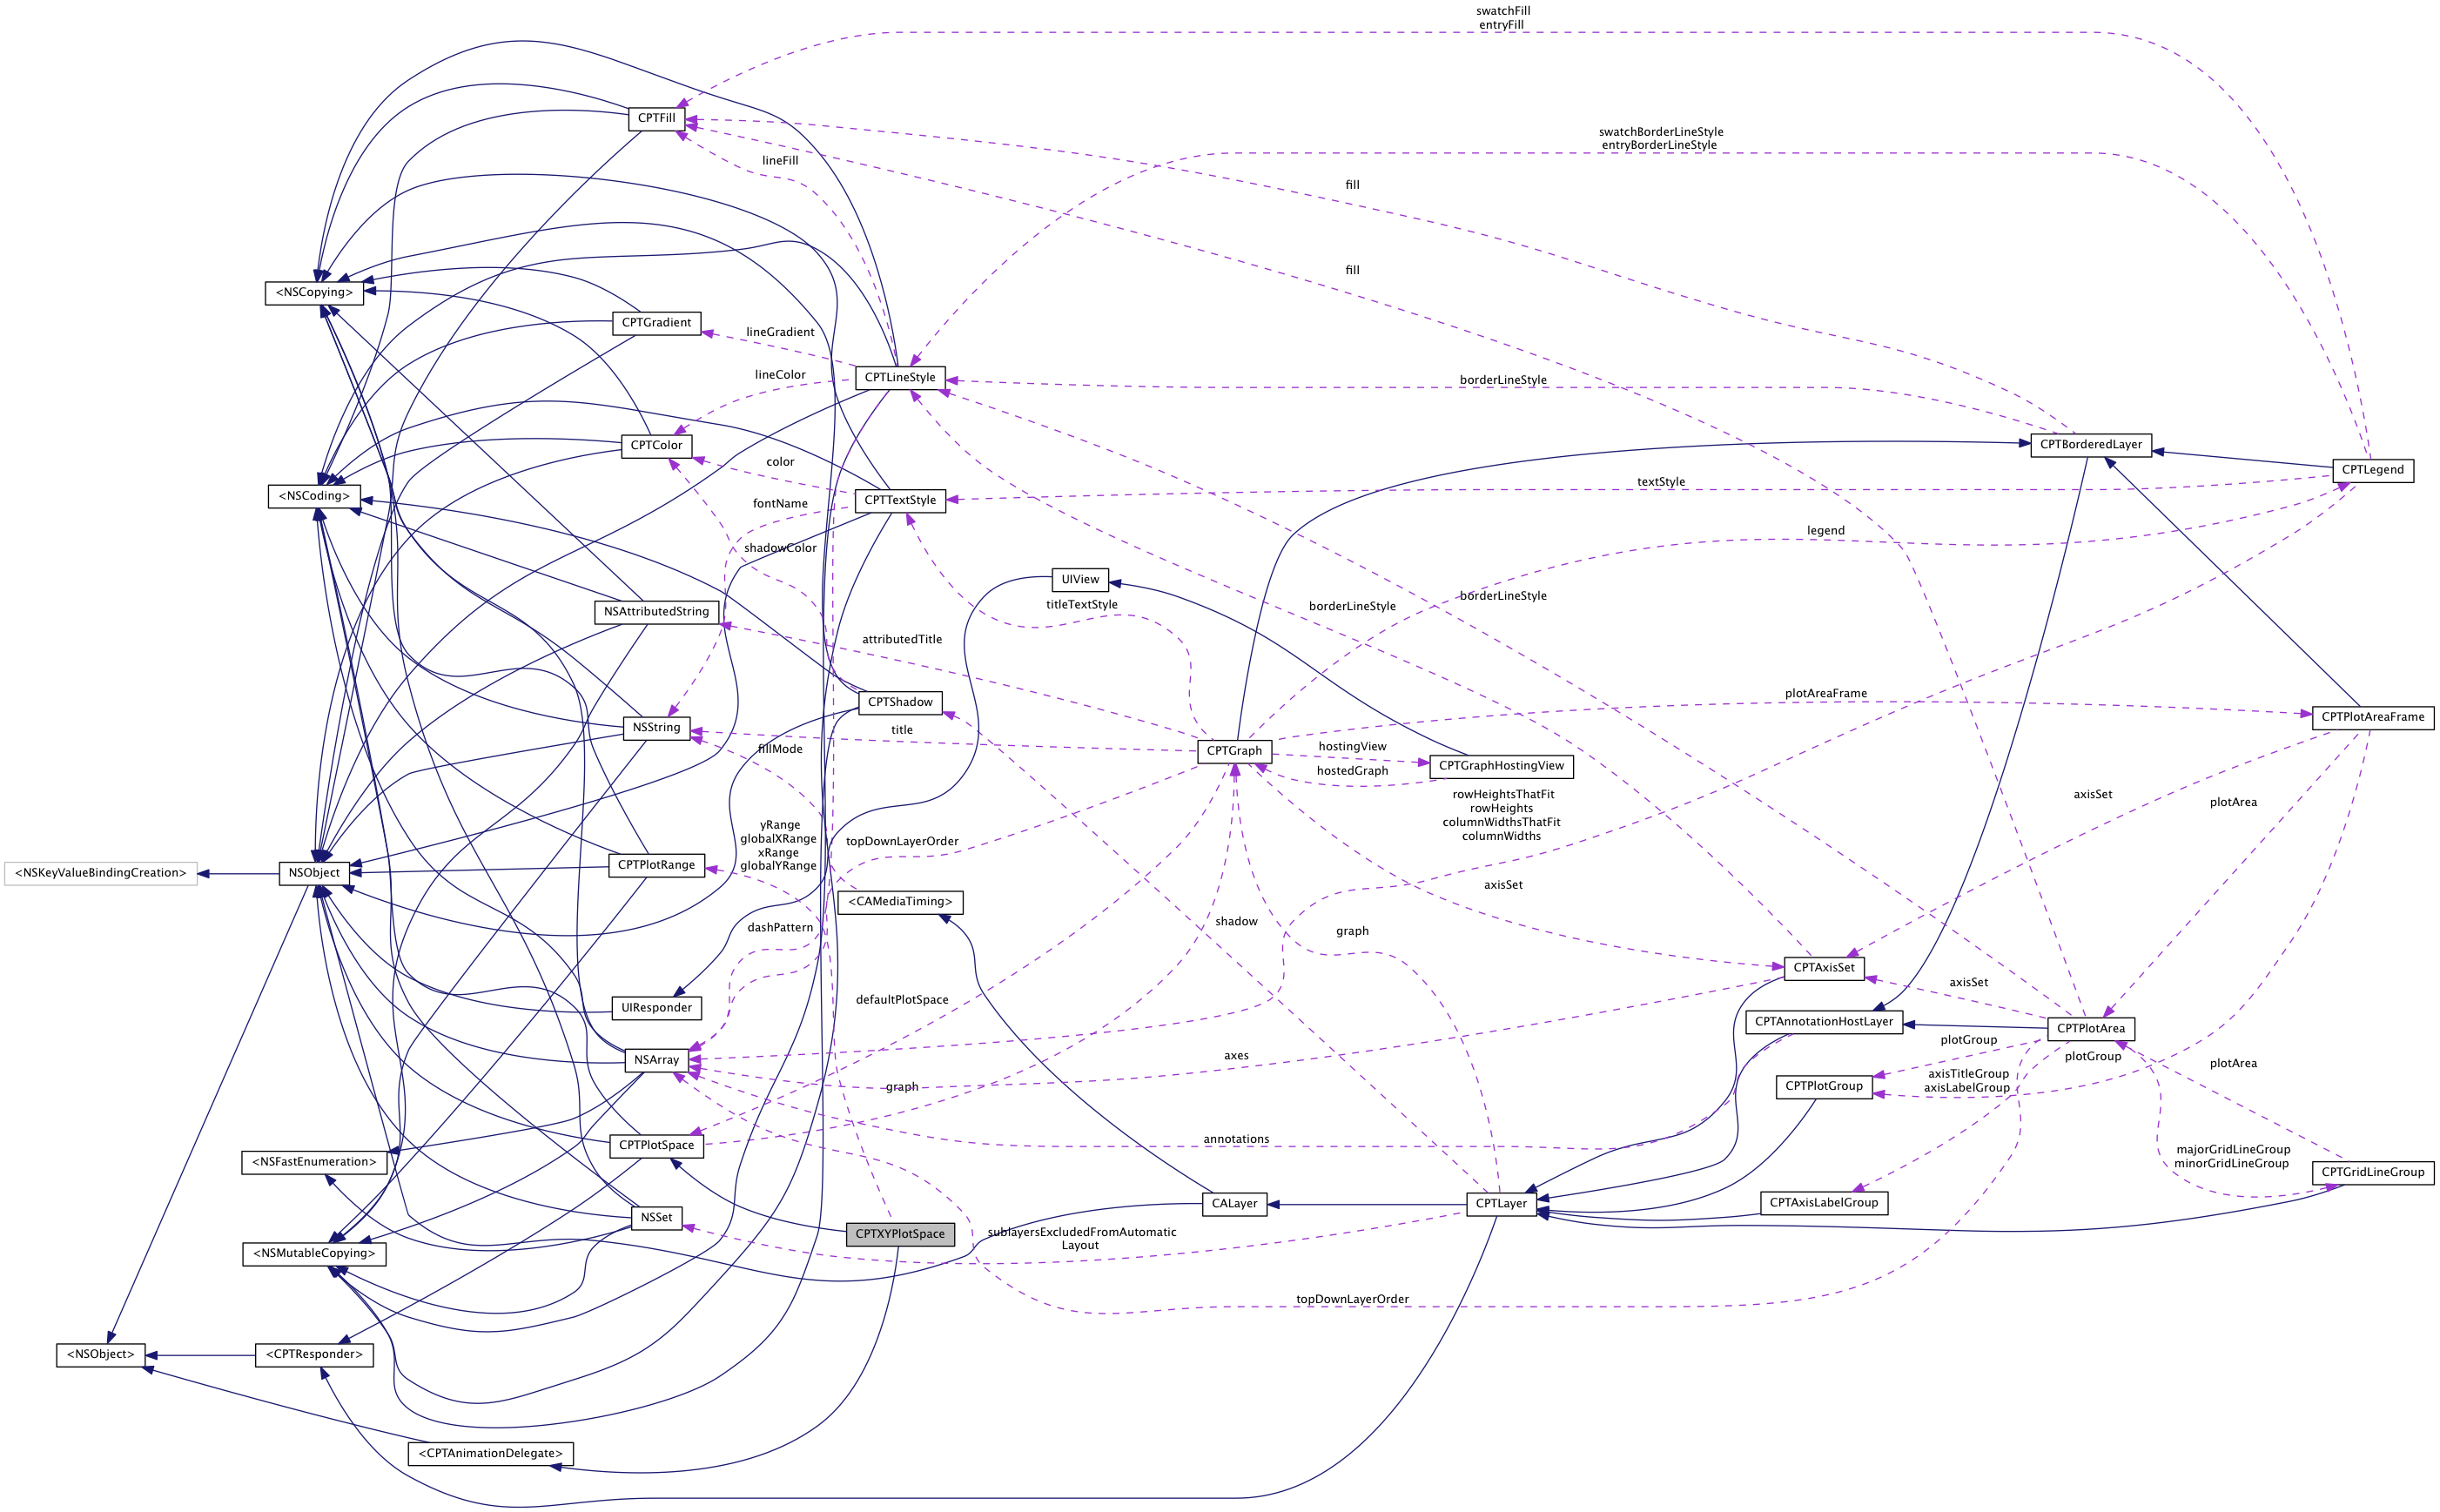 swatchFill
entryFill
CPTFill
swatchBorderLineStyle
entryBorderLineStyle
lineFill
fill
fill
<NSCopying>
CPTGradient
lineGradient
CPTLineStyle
lineColor
borderLineStyle
CPTColor
CPTBorderedLayer
color
CPTLegend
textStyle
<NSCoding>
CPTTextStyle
fontName
legend
shadowColor
UIView
titleTextStyle
borderLineStyle
borderLineStyle
NSAttributedString
attributedTitle
plotAreaFrame
CPTShadow
CPTPlotAreaFrame
NSString
title
fillMode
CPTGraph
hostingView
CPTGraphHostingView
hostedGraph
rowHeightsThatFit
rowHeights
columnWidthsThatFit
columnWidths
axisSet
plotArea
yRange
globalXRange
xRange
globalYRange
topDownLayerOrder
<NSKeyValueBindingCreation>
NSObject
CPTPlotRange
axisSet
<CAMediaTiming>
dashPattern
shadow
graph
CPTAxisSet
axisSet
defaultPlotSpace
UIResponder
CPTAnnotationHostLayer
CPTPlotArea
plotGroup
plotGroup
NSArray
axes
plotArea
graph
CPTPlotGroup
axisTitleGroup
axisLabelGroup
annotations
CPTPlotSpace
majorGridLineGroup
minorGridLineGroup
<NSFastEnumeration>
CPTGridLineGroup
CALayer
CPTLayer
CPTAxisLabelGroup
NSSet
CPTXYPlotSpace
sublayersExcludedFromAutomatic
Layout
<NSMutableCopying>
topDownLayerOrder
<NSObject>
<CPTResponder>
<CPTAnimationDelegate>